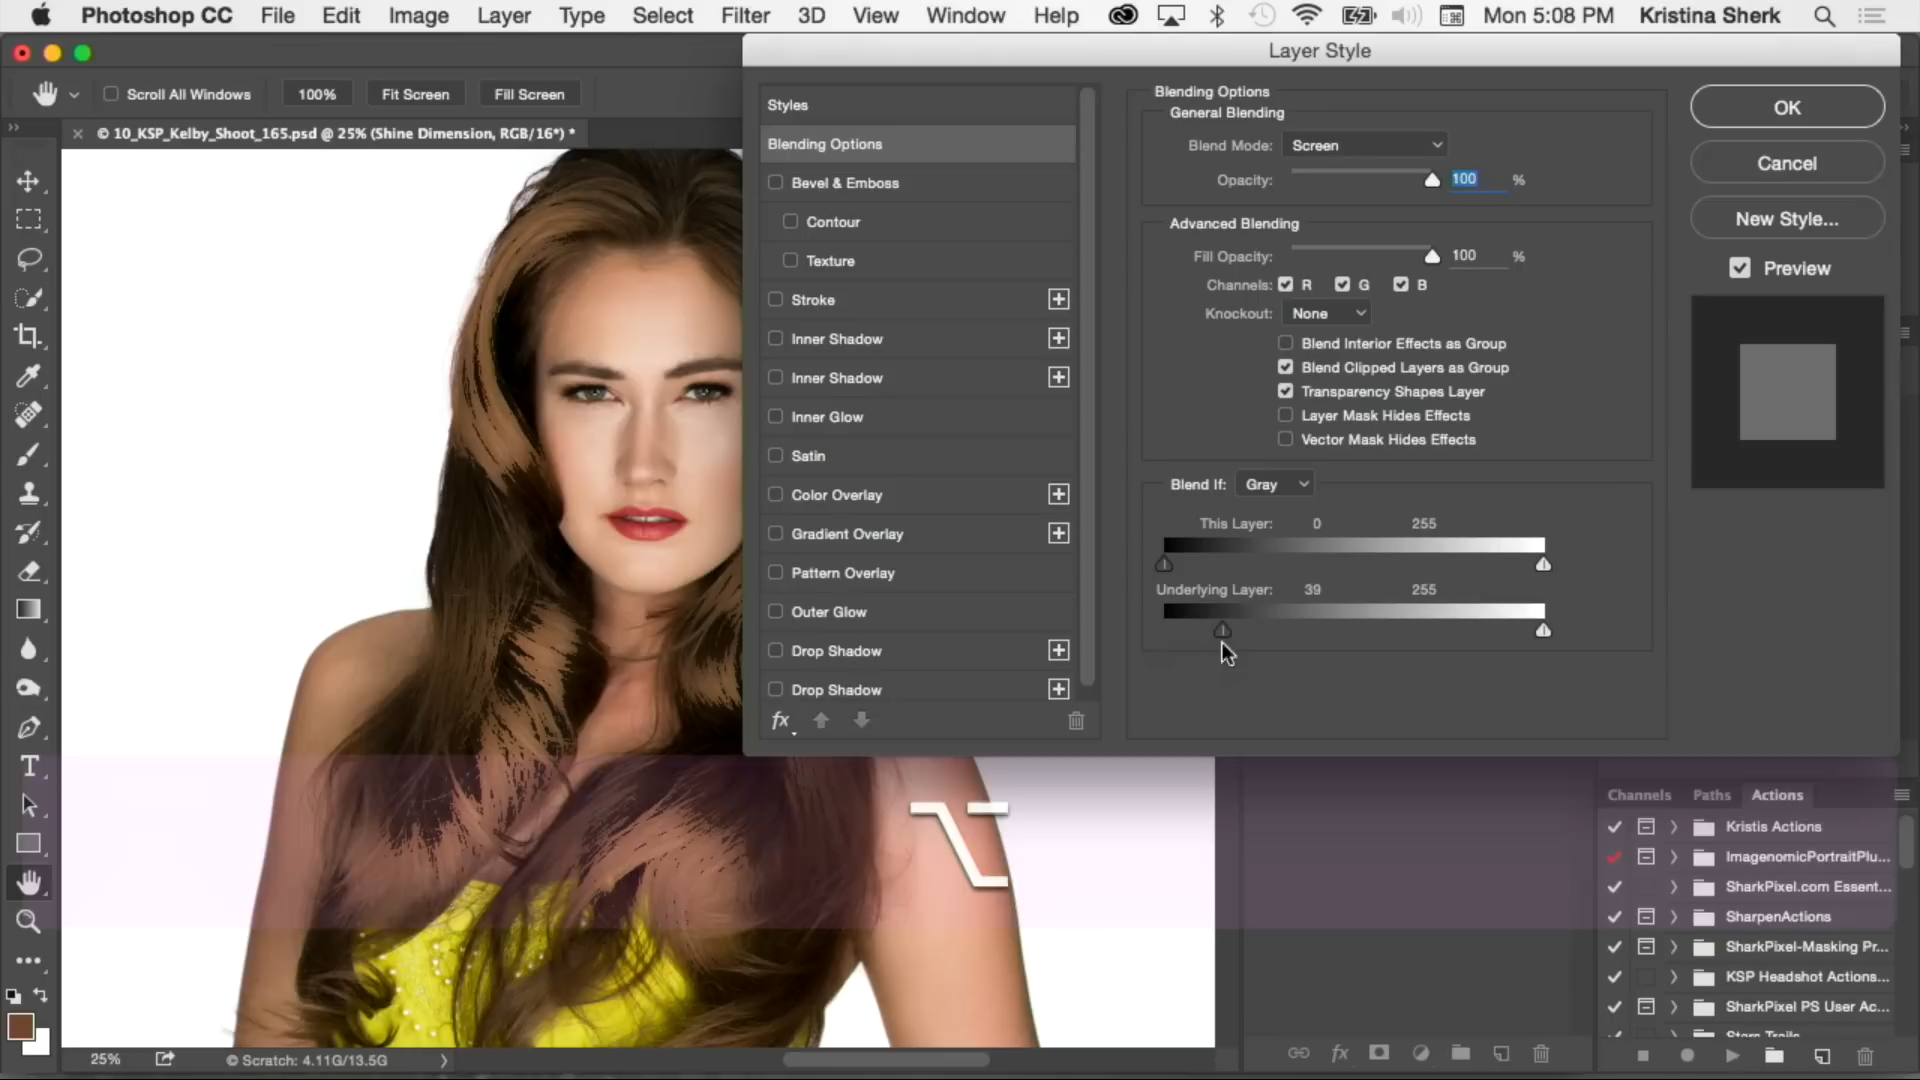 Photoshop CC File Edit Image Layer Type Select Filter 3D View Window Help Mon 5:08 PM Kristina Sherk
Layer Style
Scroll All Windows 100% Fit Screen Fill Screen
© 10_KSP_Kelby_Shoot_165.psd @ 25% (Shine Dimension, RGB/16*) *
Styles
Blending Options
Bevel & Emboss
Contour
Texture
Stroke
Inner Shadow
Inner Shadow
Inner Glow
Satin
Color Overlay
Gradient Overlay
Pattern Overlay
Outer Glow
Drop Shadow
Drop Shadow
fx
Blending Options
General Blending
Blend Mode: Screen
Opacity: 100 %
Advanced Blending
Fill Opacity: 100 %
Channels: R G B
Knockout: None
Blend Interior Effects as Group
Blend Clipped Layers as Group
Transparency Shapes Layer
Layer Mask Hides Effects
Vector Mask Hides Effects
Blend If: Gray
This Layer: 0 255
Underlying Layer: 39 255
OK
Cancel
New Style...
Preview
Channels Paths Actions
Kristis Actions
ImagenomicPortraitPlu...
SharkPixel.com Essent...
SharpenActions
SharkPixel-Masking Pr...
KSP Headshot Actions...
SharkPixel PS User Ac...
Stars Trails
fx
25% © Scratch: 4.11G/13.5G